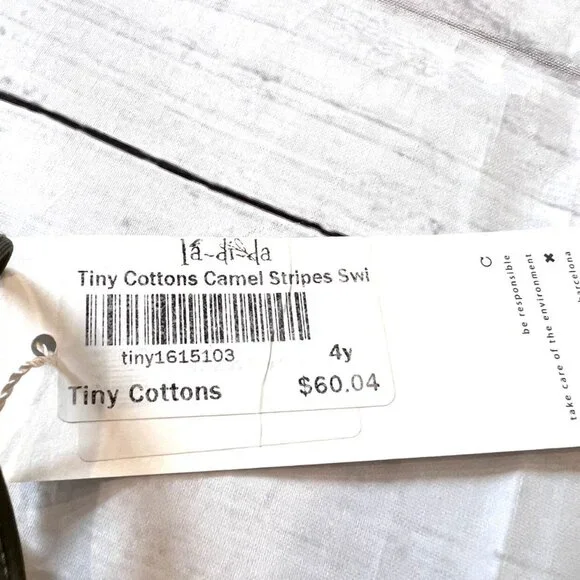 la-di-da
Tiny Cottons Camel Stripes Swi
tiny1615103
4y
Tiny Cottons
$60.04
be responsible
take care of the environment
barcelona